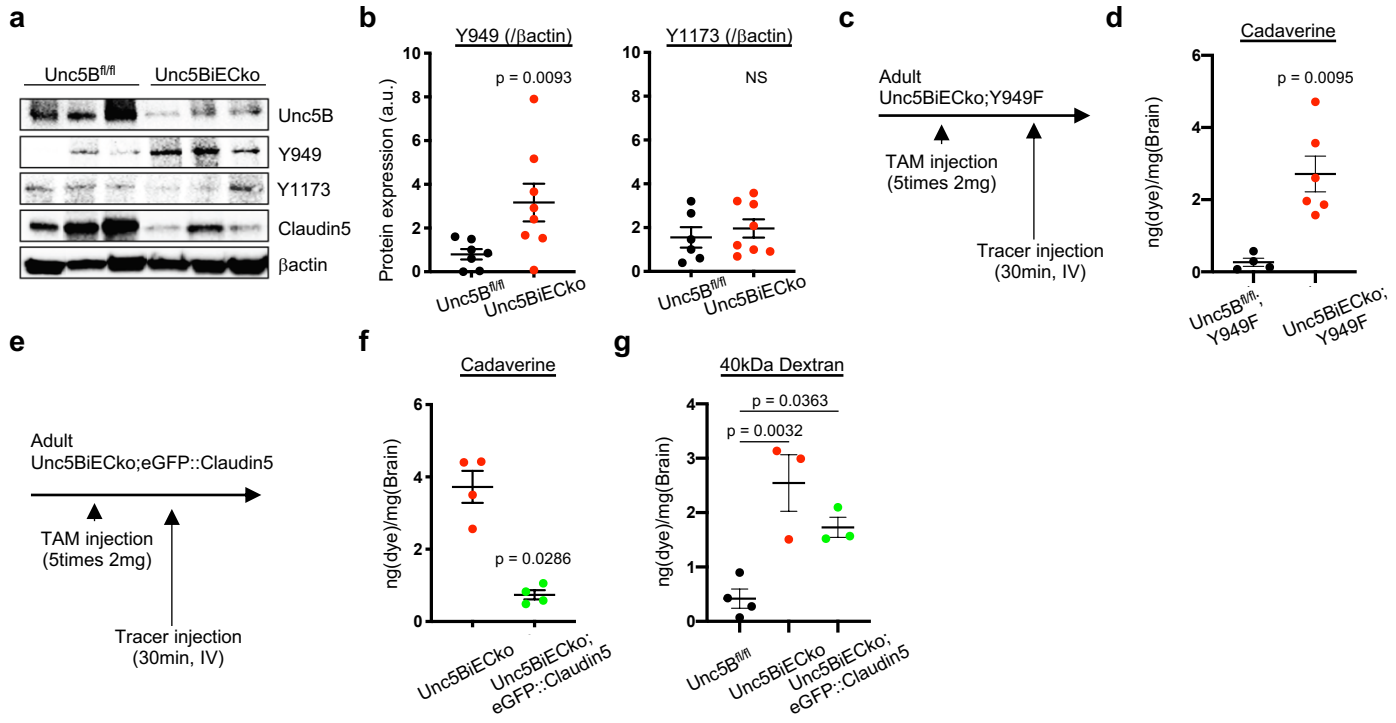 a
Unc5Bfl/fl Unc5BiECko
Unc5B
Y949
Y1173
Claudin5
βactin
b
Y949 (/βactin)
Protein expression (a.u.)
10
8
6
4
2
0
p = 0.0093
Unc5Bfl/fl
Unc5BiECko
Y1173 (/βactin)
10
8
6
4
2
0
NS
Unc5Bfl/fl
Unc5BiECko
c
Adult
Unc5BiECko;Y949F
TAM injection
(5times 2mg)
Tracer injection
(30min, IV)
d
Cadaverine
ng(dye)/mg(Brain)
6
4
2
0
p = 0.0095
Unc5Bfl/fl;
Y949F
Unc5BiECko;
Y949F
e
Adult
Unc5BiECko;eGFP::Claudin5
TAM injection
(5times 2mg)
Tracer injection
(30min, IV)
f
Cadaverine
ng(dye)/mg(Brain)
6
4
2
0
p = 0.0286
Unc5BiECko
Unc5BiECko;
eGFP::Claudin5
g
40kDa Dextran
ng(dye)/mg(Brain)
4
3
2
1
0
p = 0.0363
p = 0.0032
Unc5Bfl/fl
Unc5BiECko
Unc5BiECko;
eGFP::Claudin5